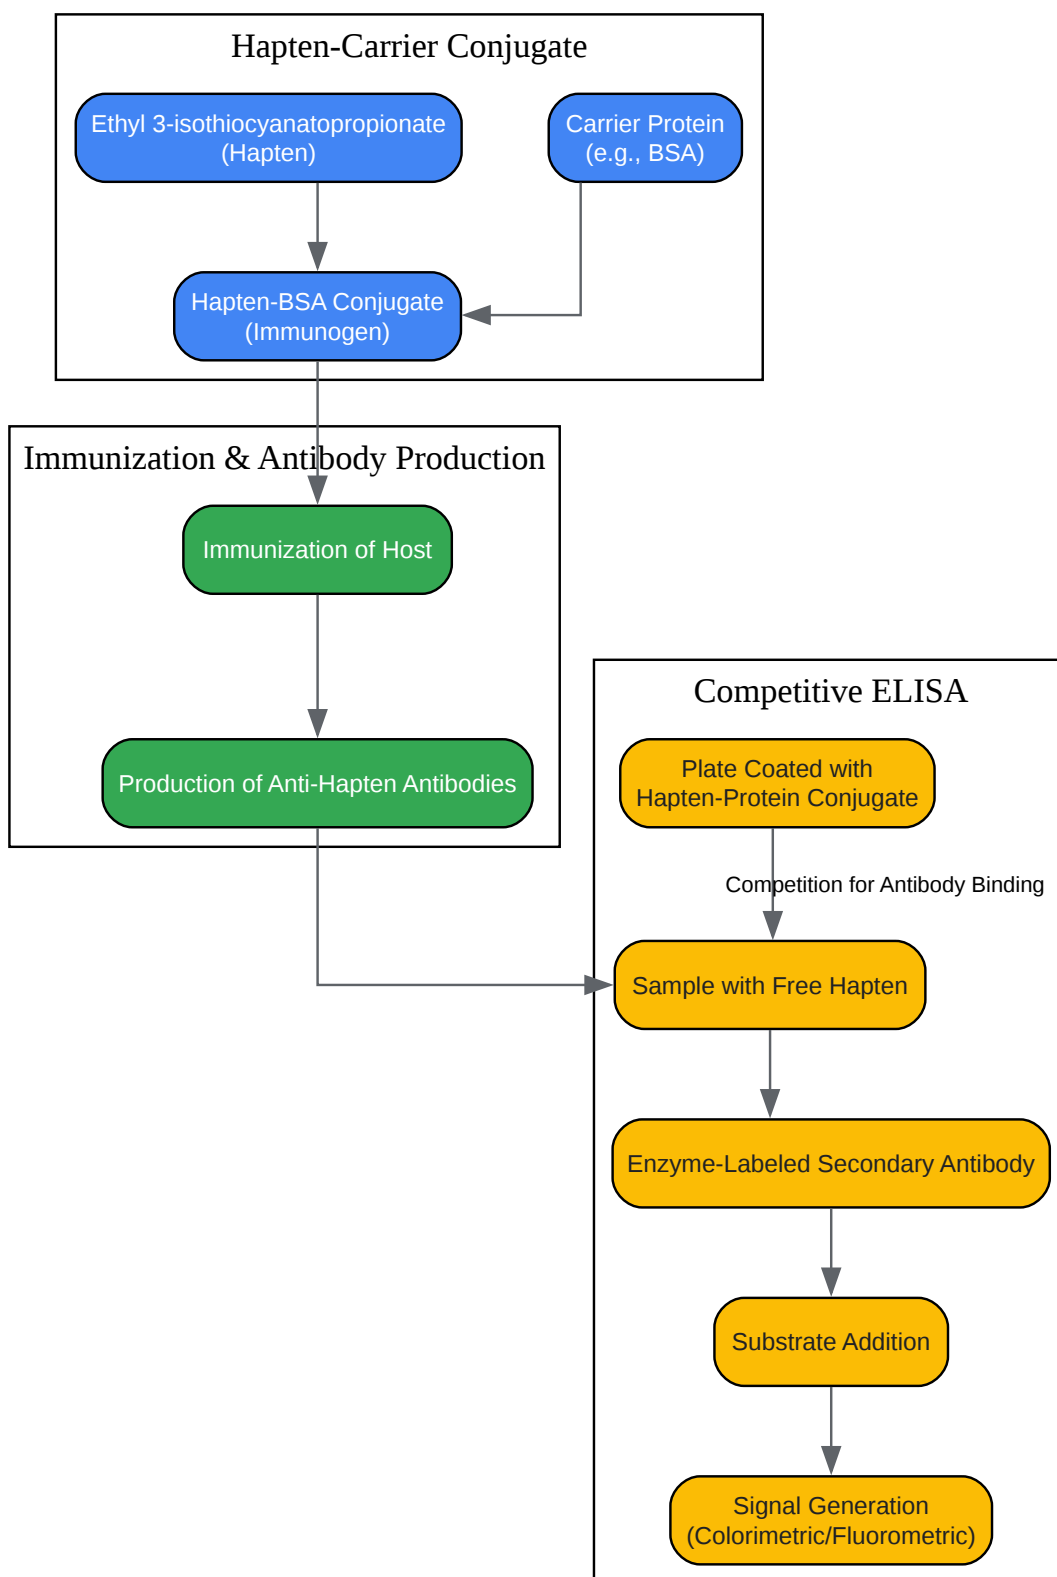 Hapten-Carrier Conjugate
Ethyl 3-isothiocyanatopropionate
(Hapten)
Carrier Protein
(e.g., BSA)
Hapten-BSA Conjugate
(Immunogen)
Immunization & Antibody Production
Immunization of Host
Production of Anti-Hapten Antibodies
Competitive ELISA
Plate Coated with
Hapten-Protein Conjugate
Competition for Antibody Binding
Sample with Free Hapten
Enzyme-Labeled Secondary Antibody
Substrate Addition
Signal Generation
(Colorimetric/Fluorometric)